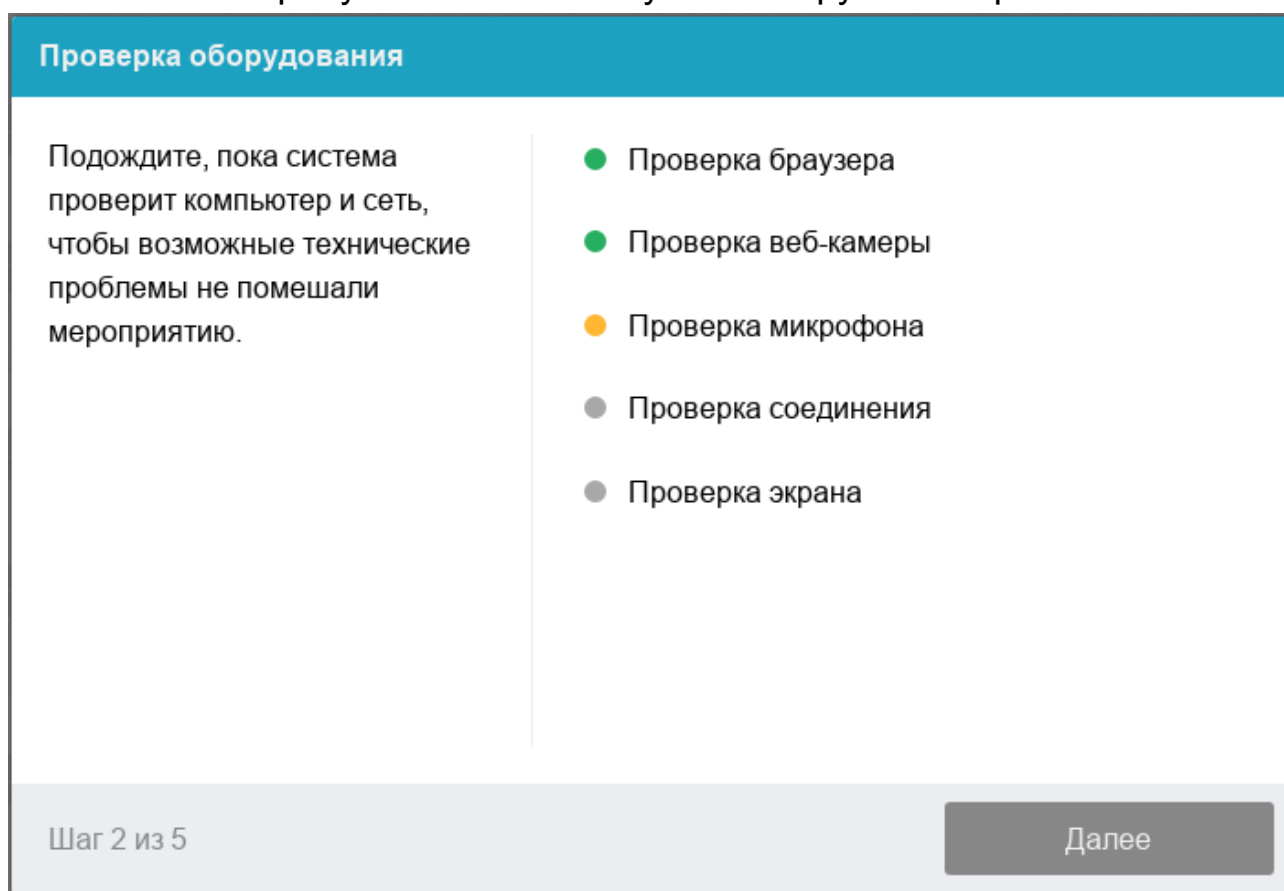 Проверка оборудования
Подождите, пока система
проверит компьютер и сеть,
чтобы возможные технические
проблемы не помешали
мероприятию.
Проверка браузера
Проверка веб-камеры
Проверка микрофона
Проверка соединения
Проверка экрана
Шаг 2 из 5
Далее